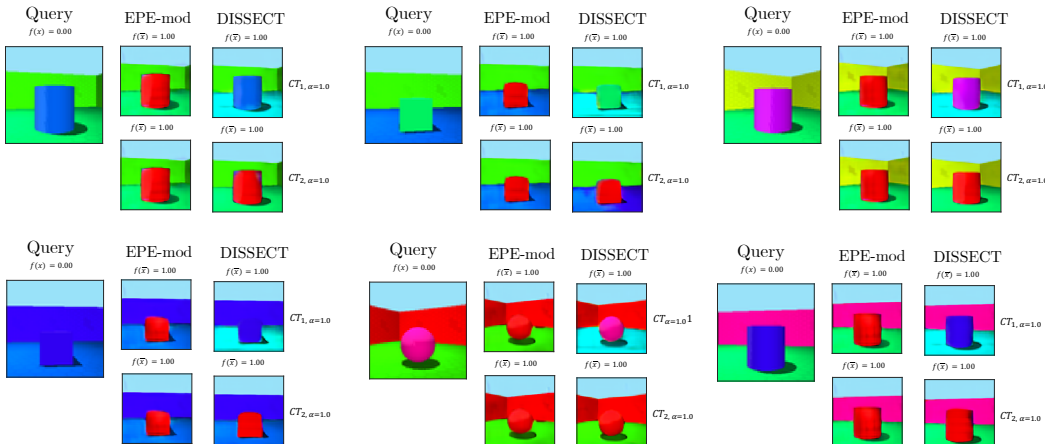 Query EPE-mod DISSECT
f(x) = 0.00 f(x̄) = 1.00 f(x̄) = 1.00
CT1, α=1.0
f(x̄) = 1.00 f(x̄) = 1.00
CT2, α=1.0
Query EPE-mod DISSECT
f(x) = 0.00 f(x̄) = 1.00 f(x̄) = 1.00
CT1, α=1.0
f(x̄) = 1.00 f(x̄) = 1.00
CT2, α=1.0
Query EPE-mod DISSECT
f(x) = 0.00 f(x̄) = 1.00 f(x̄) = 1.00
CT1, α=1.0
f(x̄) = 1.00 f(x̄) = 1.00
CT2, α=1.0
Query EPE-mod DISSECT
f(x) = 0.00 f(x̄) = 1.00 f(x̄) = 1.00
CT1, α=1.0
f(x̄) = 1.00 f(x̄) = 1.00
CT2, α=1.0
Query EPE-mod DISSECT
f(x) = 0.00 f(x̄) = 1.00 f(x̄) = 1.00
CTα=1.01
f(x̄) = 1.00 f(x̄) = 1.00
CT2, α=1.0
Query EPE-mod DISSECT
f(x) = 0.00 f(x̄) = 1.00 f(x̄) = 1.00
CT1, α=1.0
f(x̄) = 1.00 f(x̄) = 1.00
CT2, α=1.0